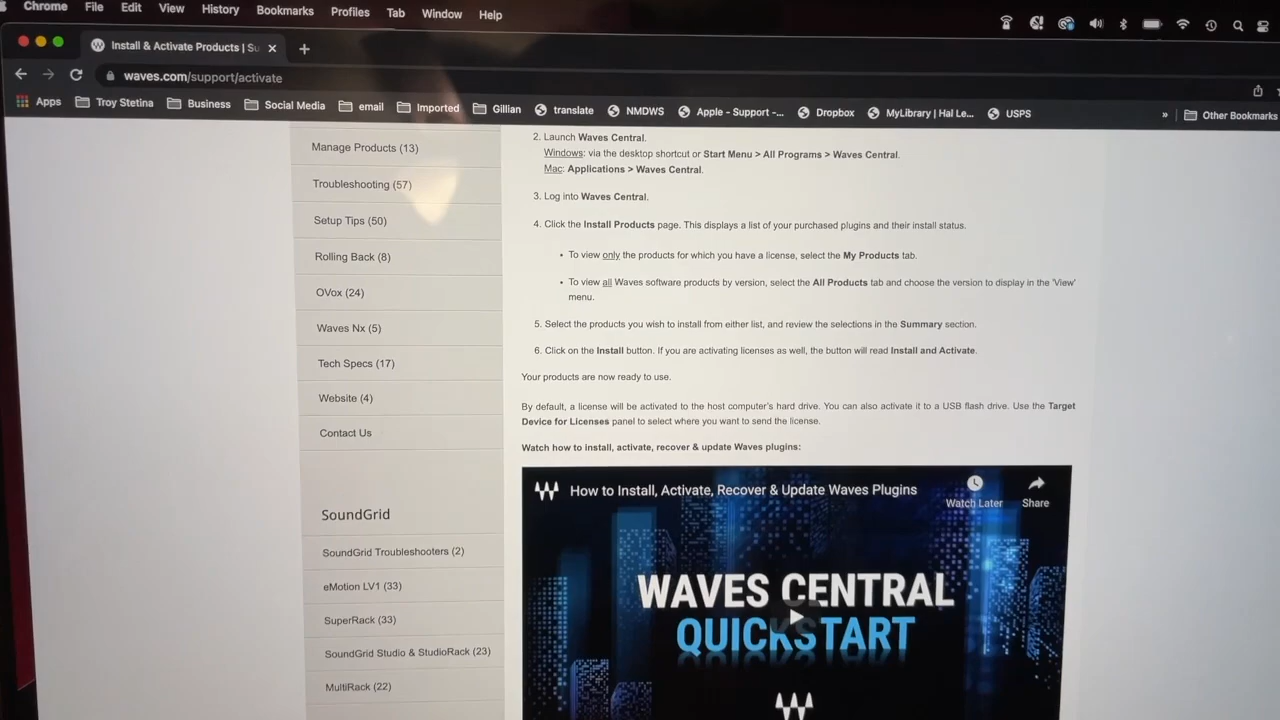 Chrome File Edit View History Bookmarks Profiles Tab Window Help
Install & Activate Products | Su
waves.com/support/activate
Apps Troy Stetina Business Social Media email Imported Gillian translate NMDWS Apple - Support -... Dropbox MyLibrary | Hal Le... USPS » Other Bookmarks
Manage Products (13)
Troubleshooting (57)
Setup Tips (50)
Rolling Back (8)
OVox (24)
Waves Nx (5)
Tech Specs (17)
Website (4)
Contact Us
SoundGrid
SoundGrid Troubleshooters (2)
eMotion LV1 (33)
SuperRack (33)
SoundGrid Studio & StudioRack (23)
MultiRack (22)
2. Launch Waves Central.
Windows: via the desktop shortcut or Start Menu > All Programs > Waves Central.
Mac: Applications > Waves Central.
3. Log into Waves Central.
4. Click the Install Products page. This displays a list of your purchased plugins and their install status.
• To view only the products for which you have a license, select the My Products tab.
• To view all Waves software products by version, select the All Products tab and choose the version to display in the 'View'
menu.
5. Select the products you wish to install from either list, and review the selections in the Summary section.
6. Click on the Install button. If you are activating licenses as well, the button will read Install and Activate.
Your products are now ready to use.
By default, a license will be activated to the host computer's hard drive. You can also activate it to a USB flash drive. Use the Target
Device for Licenses panel to select where you want to send the license.
Watch how to install, activate, recover & update Waves plugins:
How to Install, Activate, Recover & Update Waves Plugins
Watch Later Share
WAVES CENTRAL
QUICKSTART